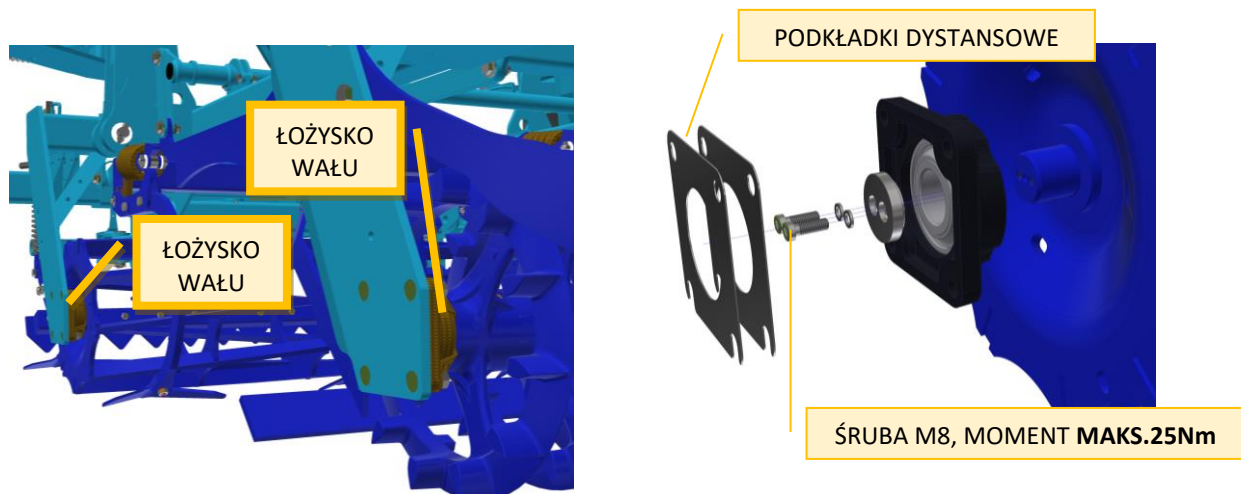 ŁOŻYSKO
WAŁU
ŁOŻYSKO
WAŁU
PODKŁADKI DYSTANSOWE
ŚRUBA M8, MOMENT MAKS.25Nm